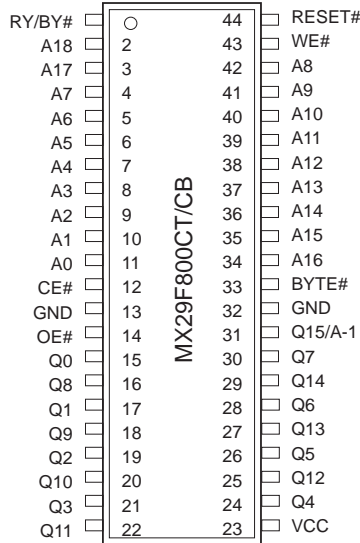 RY/BY# 44 RESET#
A18 2 43 WE#
A17 3 42 A8
A7 4 41 A9
A6 5 40 A10
A5 6 39 A11
A4 7 38 A12
A3 8 37 A13
A2 9 36 A14
A1 10 35 A15
A0 11 34 A16
CE# 12 33 BYTE#
GND 13 32 GND
OE# 14 31 Q15/A-1
Q0 15 30 Q7
Q8 16 29 Q14
Q1 17 28 Q6
Q9 18 27 Q13
Q2 19 26 Q5
Q10 20 25 Q12
Q3 21 24 Q4
Q11 22 23 VCC
MX29F800CT/CB